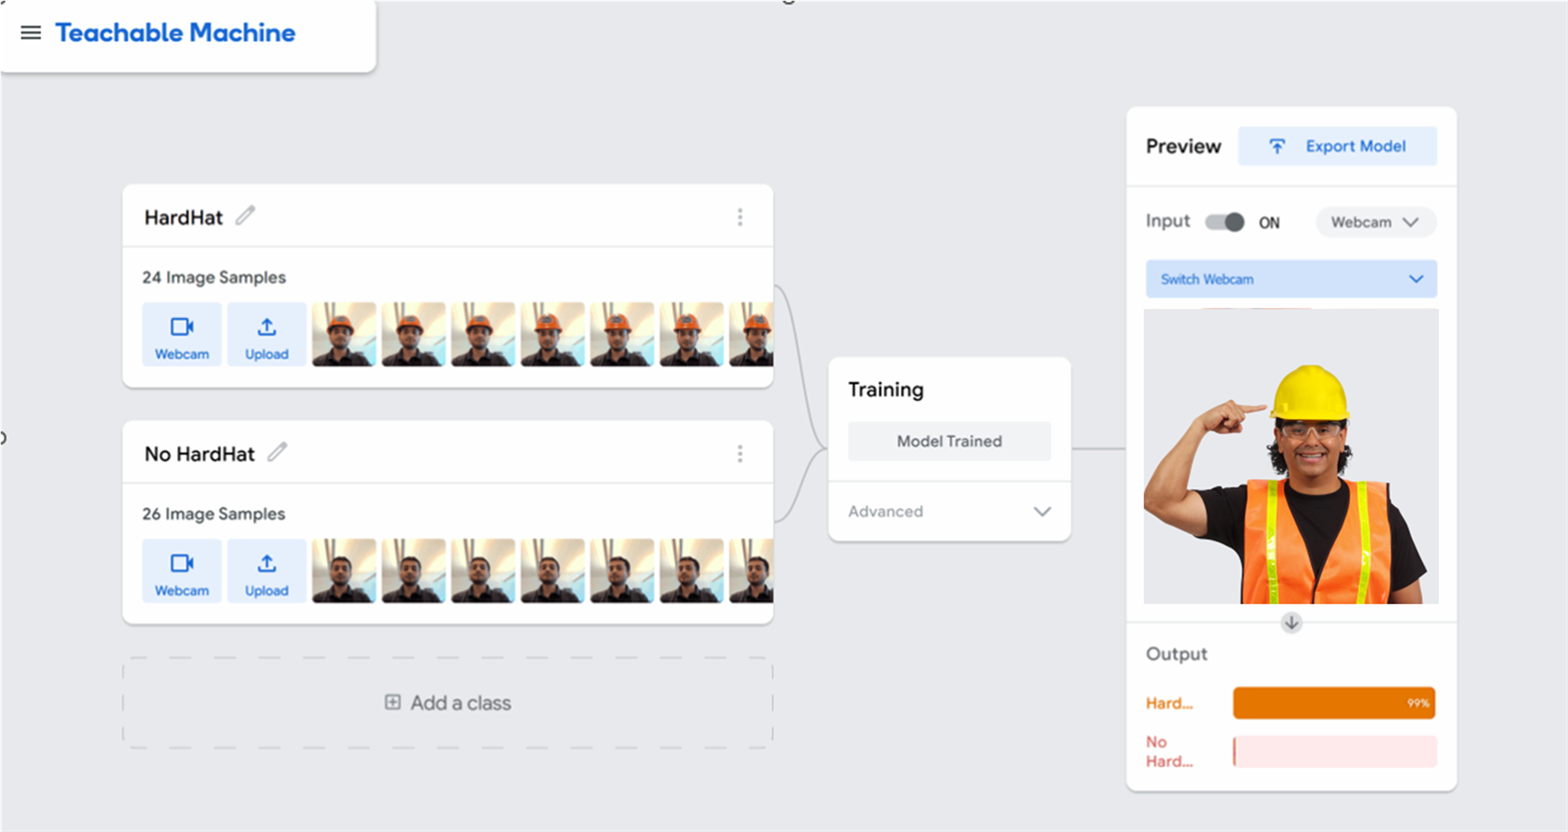 Teachable Machine
HardHat
24 Image Samples
Webcam
Upload
No HardHat
26 Image Samples
Webcam
Upload
Add a class
Training
Model Trained
Advanced
Preview
Export Model
Input
ON
Webcam
Switch Webcam
Output
Hard...
99%
No
Hard...